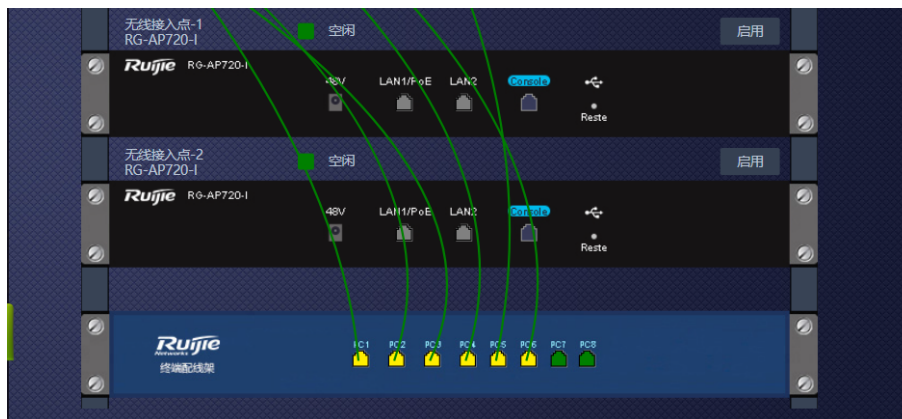 无线接入点-1
RG-AP720-I
空闲
启用
Ruijie RG-AP720-I
48V LAN1/PoE LAN2 Console
Reste
无线接入点-2
RG-AP720-I
空闲
启用
Ruijie RG-AP720-I
48V LAN1/PoE LAN2 Console
Reste
Ruijie
Networks
终端配线架
PC1 PC2 PC3 PC4 PC5 PC6 PC7 PC8